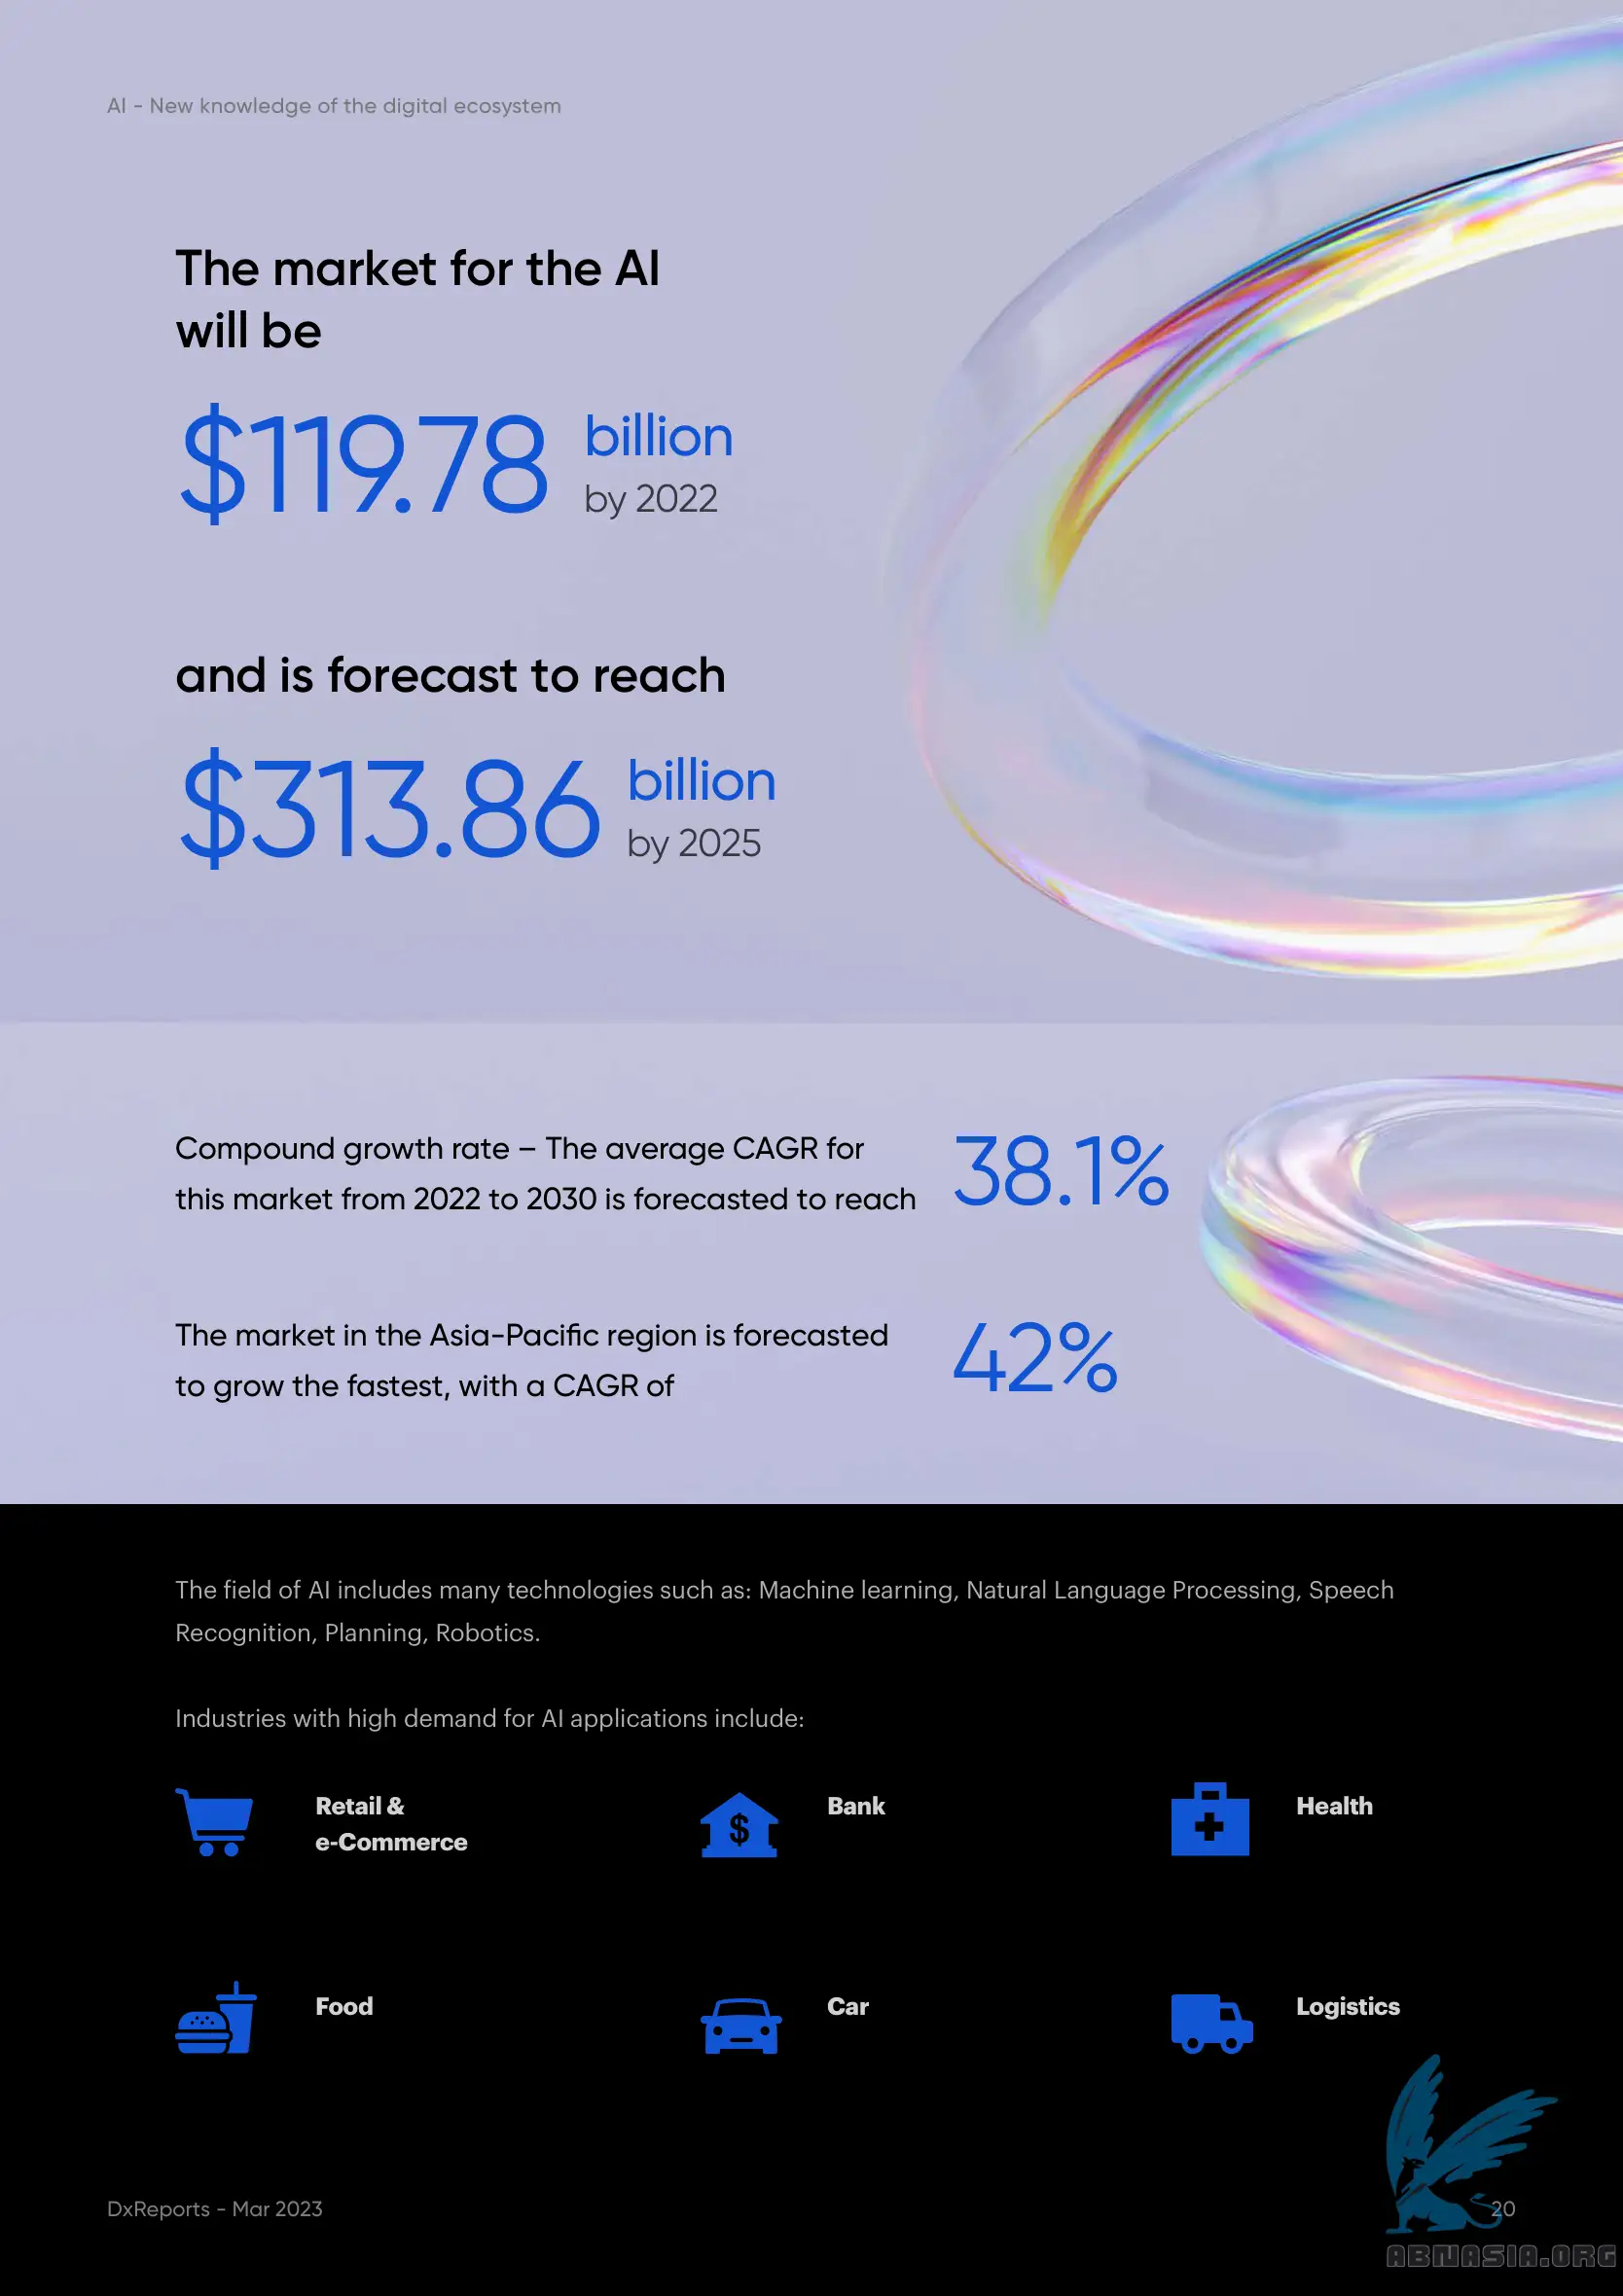 AI - New knowledge of the digital ecosystem
The market for the AI
will be
$119.78 billion
by 2022
and is forecast to reach
$313.86 billion
by 2025
Compound growth rate – The average CAGR for
this market from 2022 to 2030 is forecasted to reach
38.1%
The market in the Asia-Pacific region is forecasted
to grow the fastest, with a CAGR of
42%
The field of AI includes many technologies such as: Machine learning, Natural Language Processing, Speech
Recognition, Planning, Robotics.
Industries with high demand for AI applications include:
Retail &
e-Commerce
Bank
Health
Food
Car
Logistics
DxReports - Mar 2023
20
ABNASIA.ORG